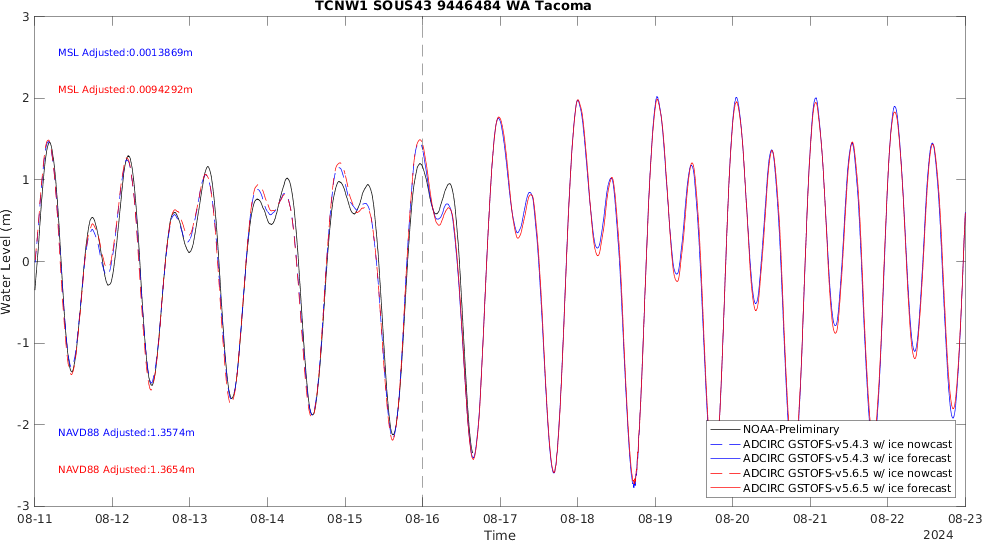 TCNW1 SOUS43 9446484 WA Tacoma
3
2
1
0
-1
-2
-3
Water Level (m)
MSL Adjusted:0.0013869m
MSL Adjusted:0.0094292m
NAVD88 Adjusted:1.3574m
NAVD88 Adjusted:1.3654m
NOAA-Preliminary
ADCIRC GSTOFS-v5.4.3 w/ ice nowcast
ADCIRC GSTOFS-v5.4.3 w/ ice forecast
ADCIRC GSTOFS-v5.6.5 w/ ice nowcast
ADCIRC GSTOFS-v5.6.5 w/ ice forecast
08-11 08-12 08-13 08-14 08-15 08-16 08-17 08-18 08-19 08-20 08-21 08-22 08-23
Time
2024